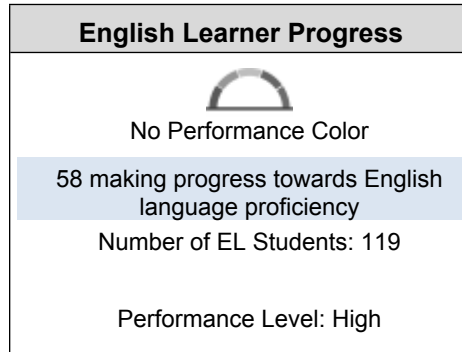 English Learner Progress
No Performance Color
58 making progress towards English
language proficiency
Number of EL Students: 119
Performance Level: High